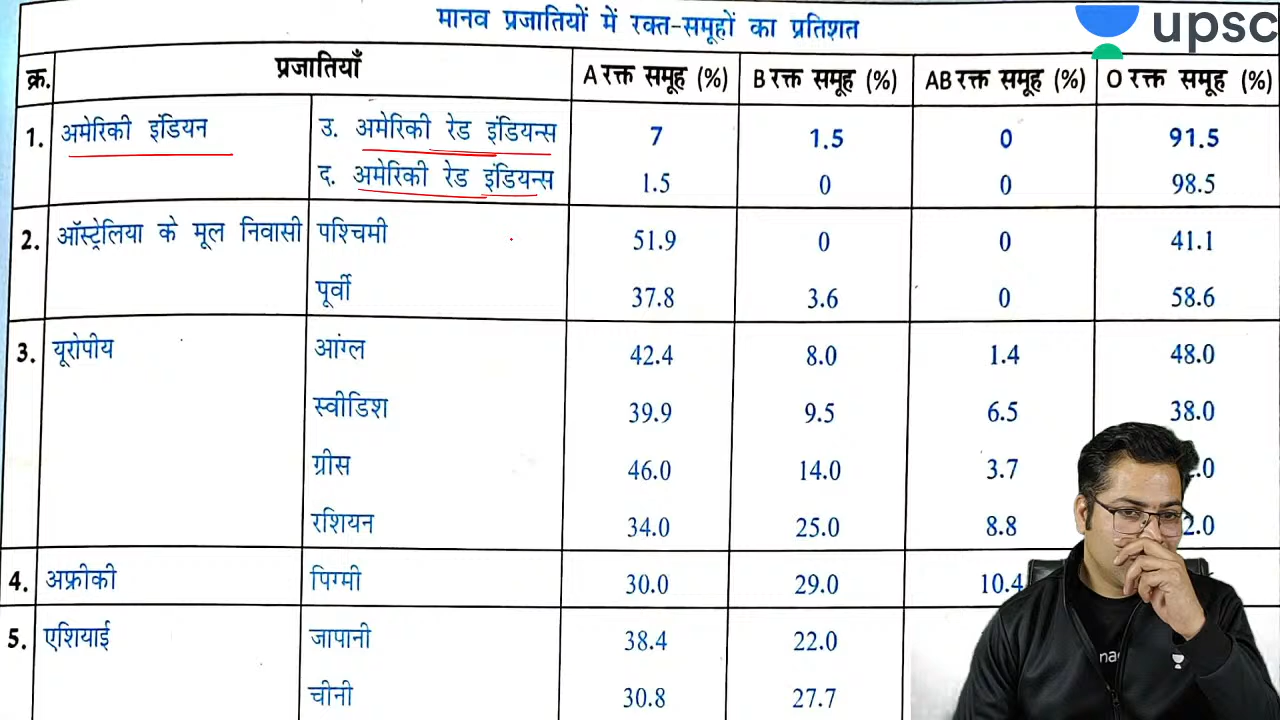 मानव प्रजातियों में रक्त-समूहों का प्रतिशत
upsc
क्र. प्रजातियाँ A रक्त समूह (%) B रक्त समूह (%) AB रक्त समूह (%) O रक्त समूह (%)
1. अमेरिकी इंडियन उ. अमेरिकी रेड इंडियन्स 7 1.5 0 91.5
द. अमेरिकी रेड इंडियन्स 1.5 0 0 98.5
2. ऑस्ट्रेलिया के मूल निवासी पश्चिमी 51.9 0 0 41.1
पूर्वी 37.8 3.6 0 58.6
3. यूरोपीय आंग्ल 42.4 8.0 1.4 48.0
स्वीडिश 39.9 9.5 6.5 38.0
ग्रीस 46.0 14.0 3.7
रशियन 34.0 25.0 8.8
4. अफ्रीकी पिग्मी 30.0 29.0 10.4
5. एशियाई जापानी 38.4 22.0
चीनी 30.8 27.7